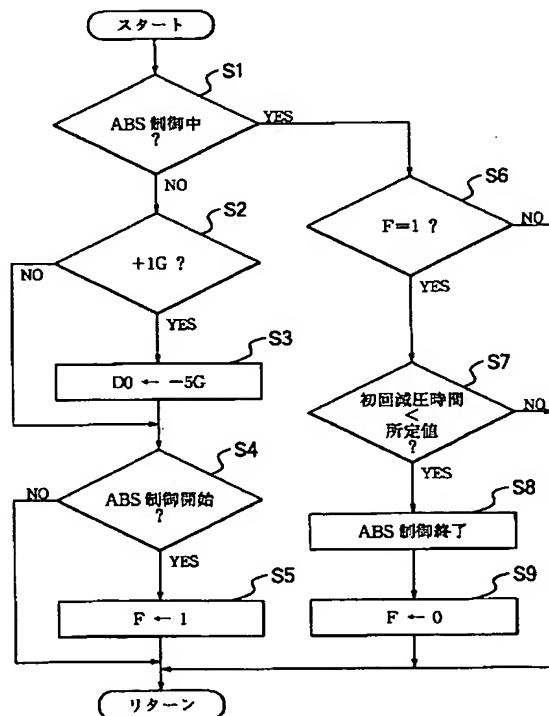 スタート
S1
ABS 制御中
?
YES
NO
S2
+1G ?
NO
YES
S3
D0 ← −5G
S4
ABS 制御開始
?
NO
YES
S5
F ← 1
S6
F=1 ?
NO
YES
S7
初回減圧時間
<
所定値
?
NO
YES
S8
ABS 制御終了
S9
F ← 0
リターン